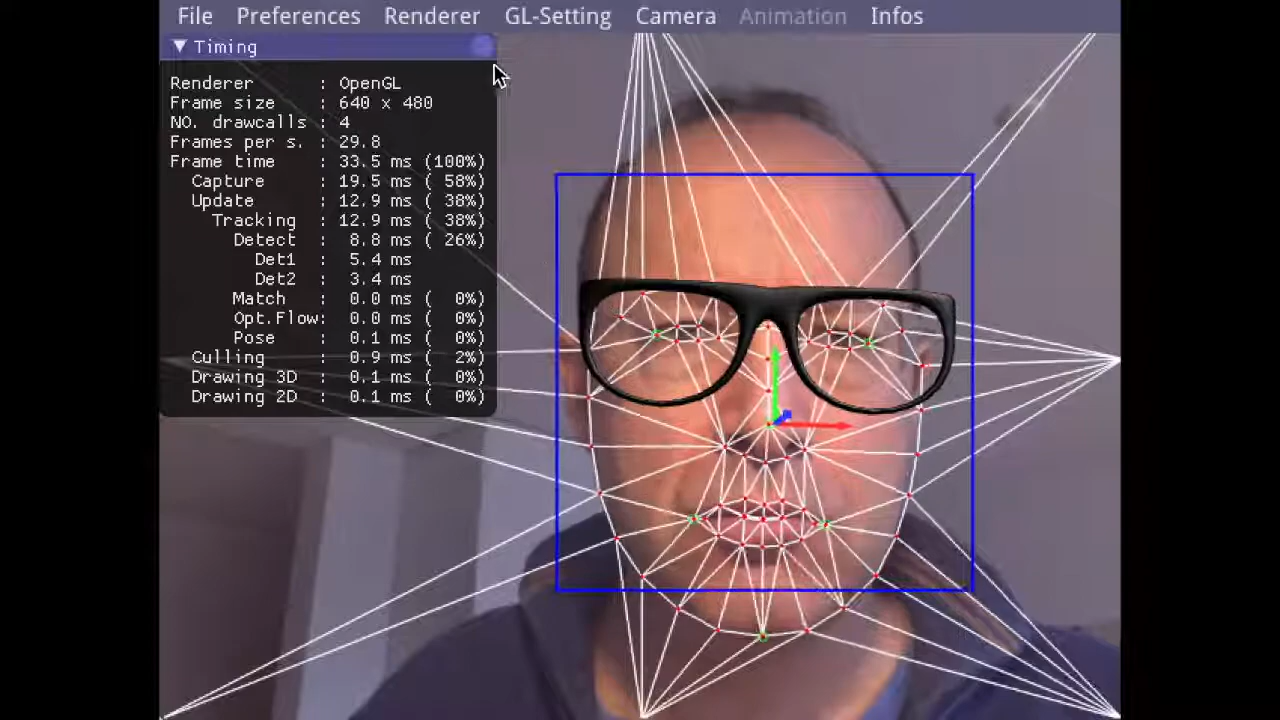 File Preferences Renderer GL-Setting Camera Animation Infos
Timing
Renderer : OpenGL
Frame size : 640 x 480
NO. drawcalls : 4
Frames per s. : 29.8
Frame time : 33.5 ms (100%)
Capture : 19.5 ms ( 58%)
Update : 12.9 ms ( 38%)
Tracking : 12.9 ms ( 38%)
Detect : 8.8 ms ( 26%)
Det1 : 5.4 ms
Det2 : 3.4 ms
Match : 0.0 ms ( 0%)
Opt.Flow: 0.0 ms ( 0%)
Pose : 0.1 ms ( 0%)
Culling : 0.9 ms ( 2%)
Drawing 3D : 0.1 ms ( 0%)
Drawing 2D : 0.1 ms ( 0%)